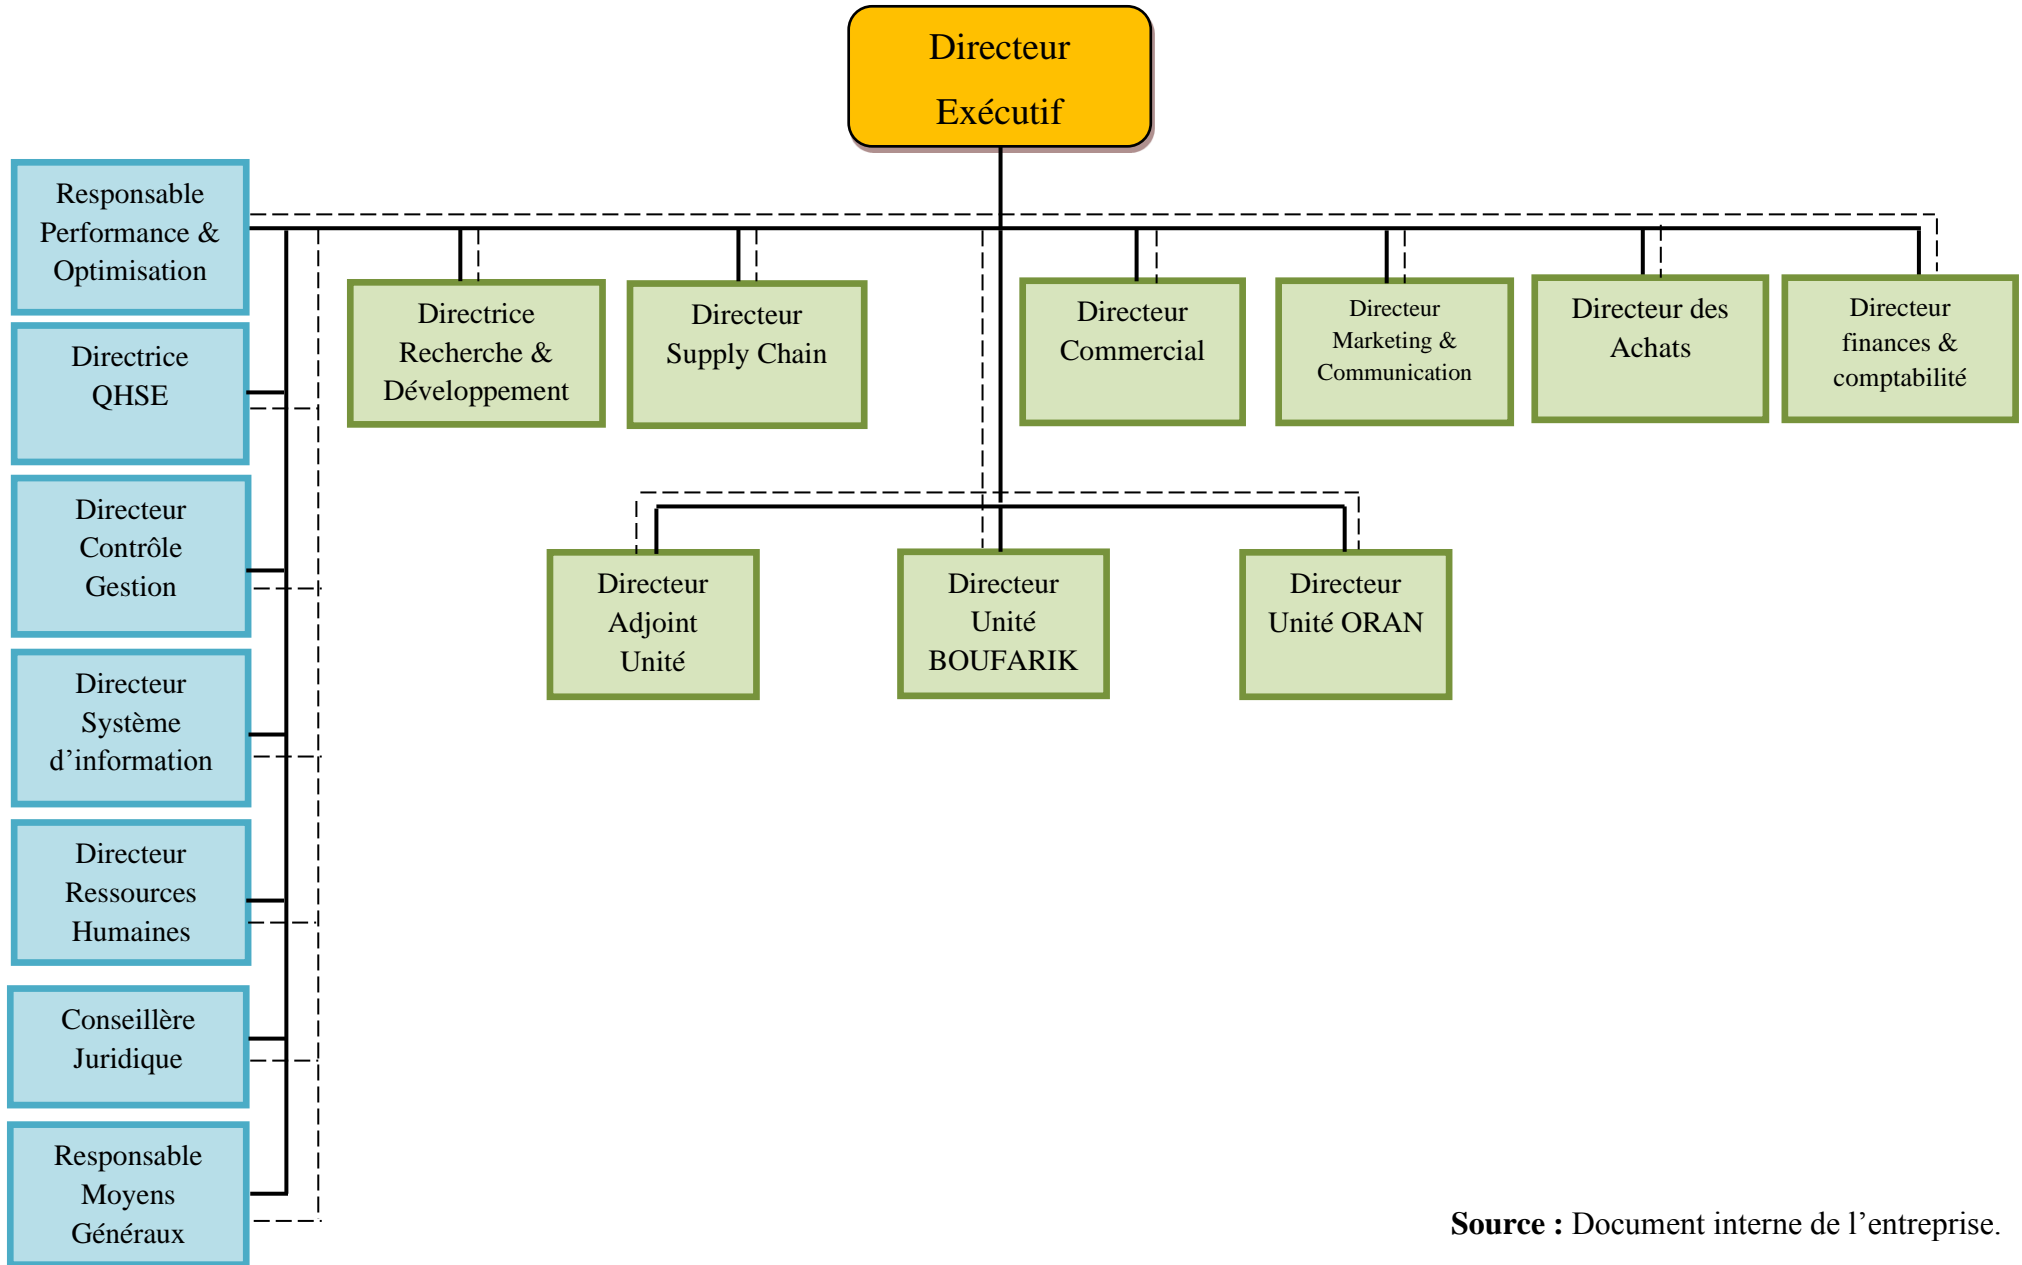 Directeur
Exécutif
Responsable
Performance &
Optimisation
Directrice
QHSE
Directeur
Contrôle
Gestion
Directeur
Système
d’information
Directeur
Ressources
Humaines
Conseillère
Juridique
Responsable
Moyens
Généraux
Directrice
Recherche &
Développement
Directeur
Supply Chain
Directeur
Commercial
Directeur
Marketing &
Communication
Directeur des
Achats
Directeur
finances &
comptabilité
Directeur
Adjoint
Unité
Directeur
Unité
BOUFARIK
Directeur
Unité ORAN
Source : Document interne de l’entreprise.